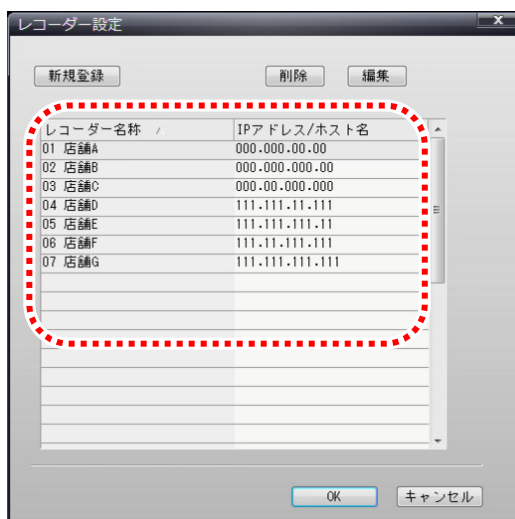 レコーダー設定
x
新規登録 削除 編集
レコーダー名称 / IPアドレス/ホスト名
01 店舗A 000.000.00.00
02 店舗B 000.000.000.00
03 店舗C 000.00.000.000
04 店舗D 111.111.11.111
05 店舗E 111.11.111.11
06 店舗F 111.111.11.111
07 店舗G 111.111.111.111
OK キャンセル